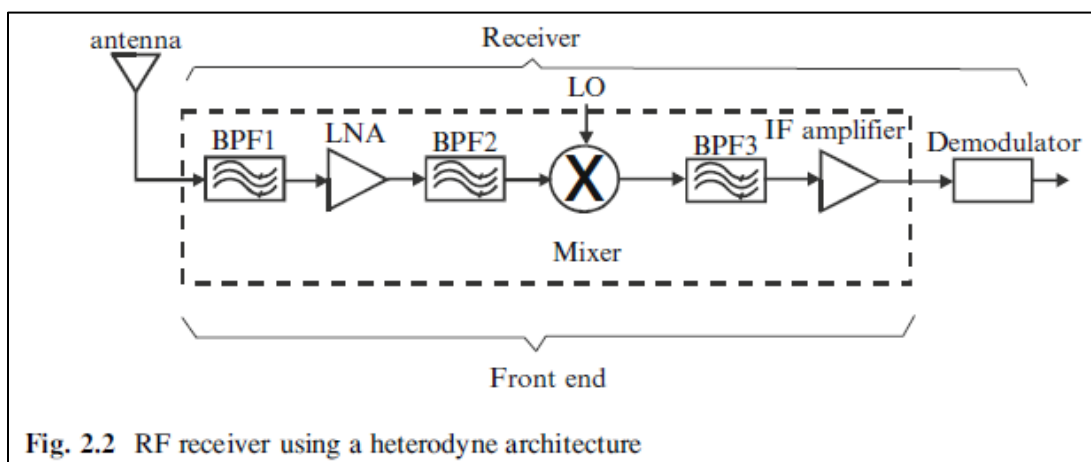 antenna
Receiver
LO
BPF1
LNA
BPF2
X
BPF3
IF amplifier
Demodulator
Mixer
Front end
Fig. 2.2 RF receiver using a heterodyne architecture